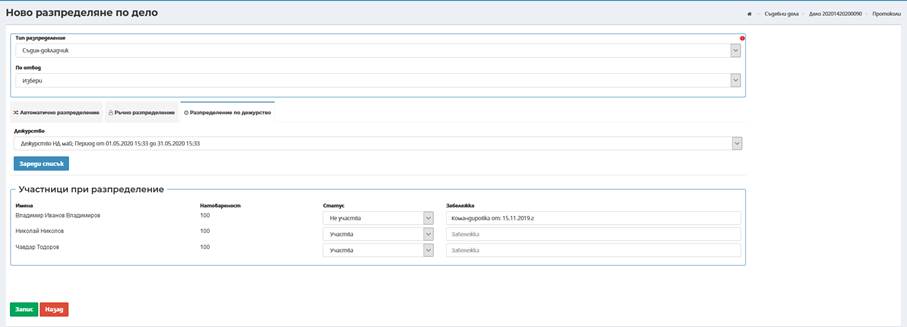 Ново разпределяне по дело
Съдебни дела
Дело 20201420200090
Протоколи
Тип разпределение
Съдия-докладчик
По отвод
Избери
Автоматично разпределение
Ръчно разпределение
Разпределение по дежурство
Дежурство
Дежурство НД май; Период от 01.05.2020 15:33 до 31.05.2020 15:33
Зареди списък
Участници при разпределение
Имена Натовареност Статус Забележка
Владимир Иванов Владимиров 100 Не участва Командировка от: 15.11.2019.г
Николай Николов 100 Участва Забележка
Чавдар Тодоров 100 Участва Забележка
Запис Назад